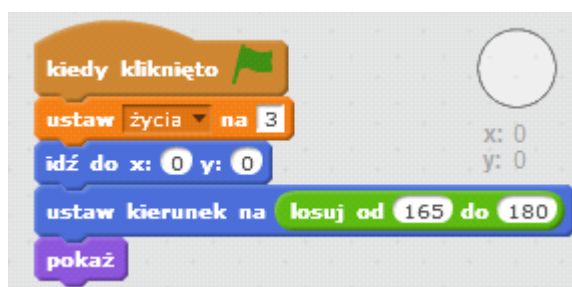 kiedy kliknięto
ustaw życia na 3
idź do x: 0 y: 0
ustaw kierunek na losuj od 165 do 180
pokaż
x: 0
y: 0